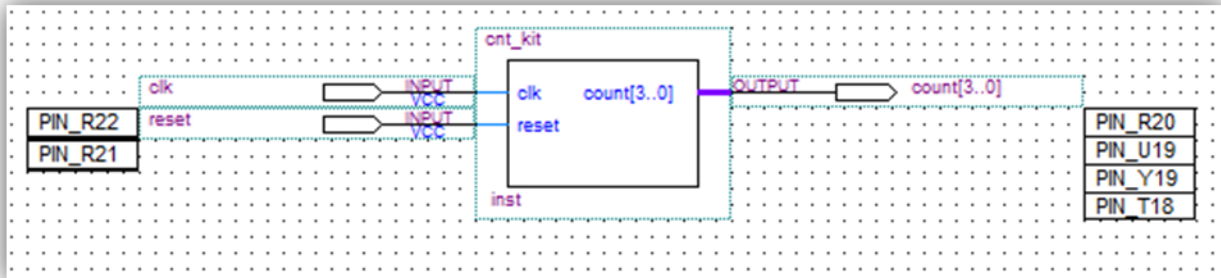 cnt_kit
clk INPUT VCC clk count[3..0] OUTPUT count[3..0]
PIN_R22 reset INPUT VCC reset PIN_R20
PIN_R21 PIN_U19
PIN_Y19
inst PIN_T18